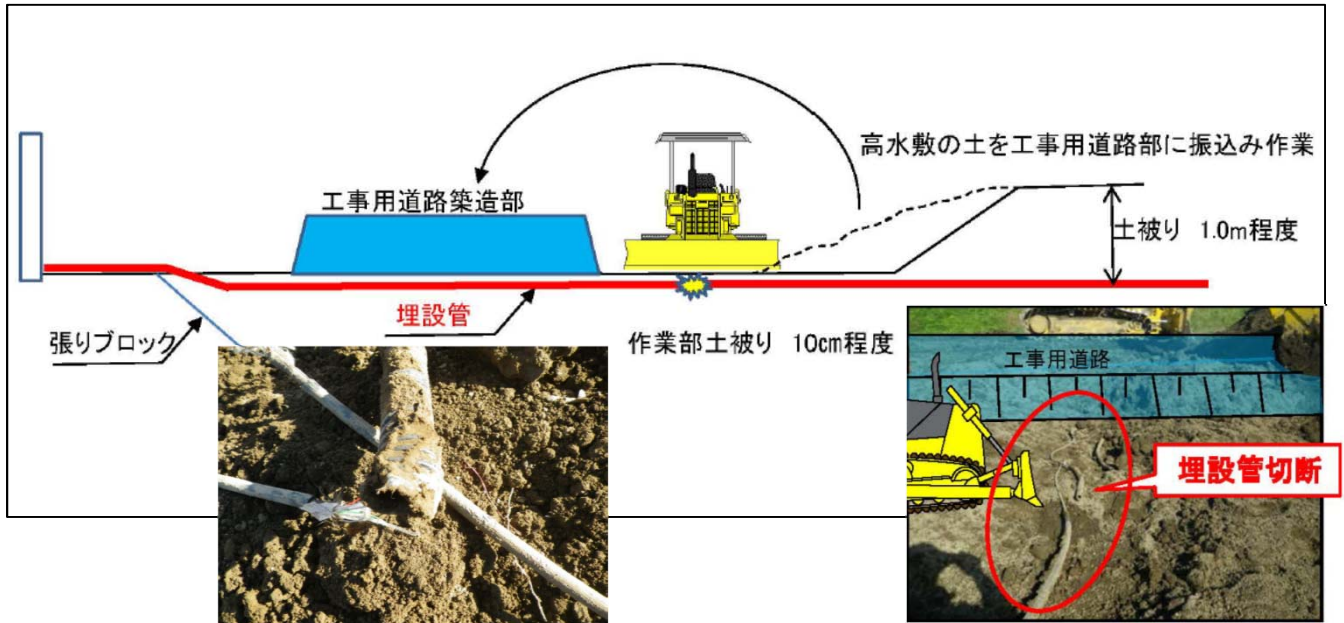 高水敷の土を工事用道路部に振込み作業
工事用道路築造部
土被り 1.0m程度
埋設管
張りブロック
作業部土被り 10cm程度
工事用道路
埋設管切断